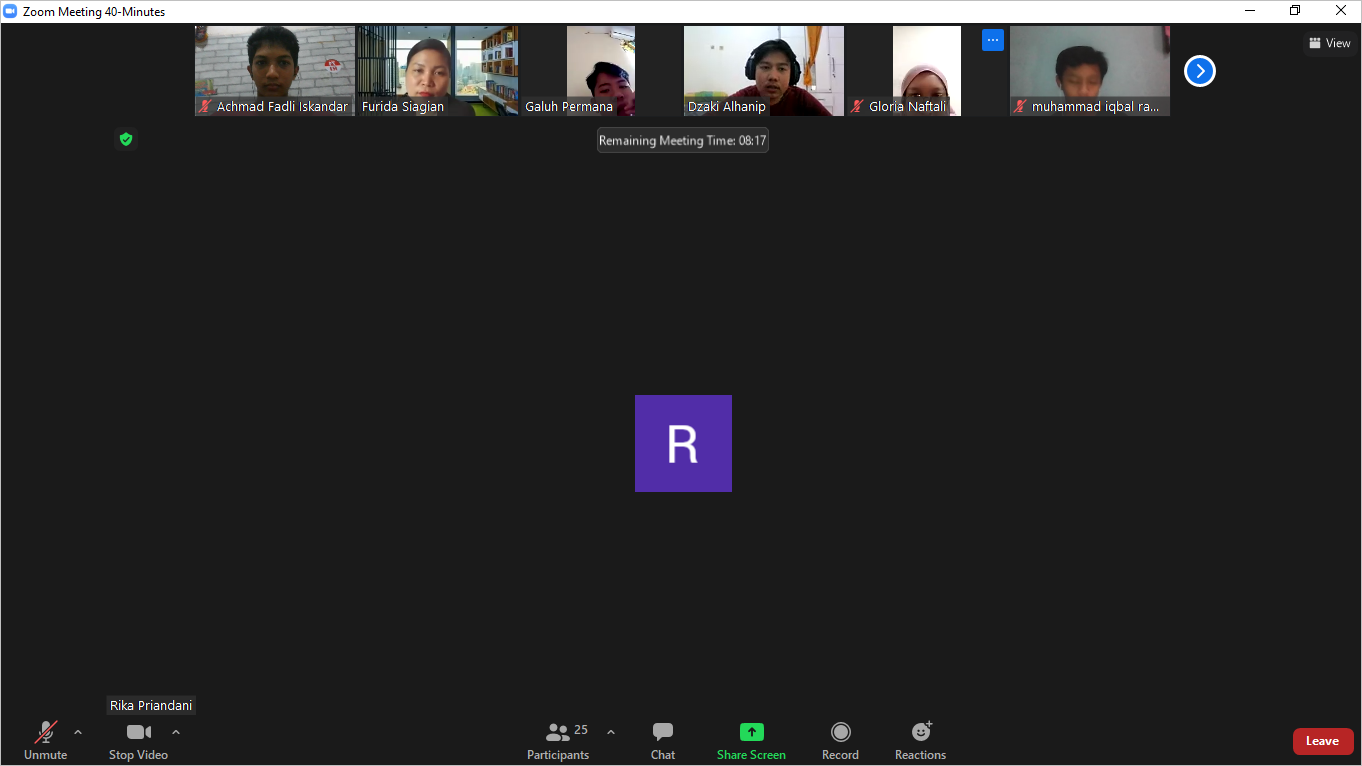 Zoom Meeting 40-Minutes
Achmad Fadli Iskandar
Furida Siagian
Galuh Permana
Dzaki Alhanip
Gloria Naftali
muhammad iqbal ra...
View
Remaining Meeting Time: 08:17
R
Rika Priandani
Unmute
Stop Video
25
Participants
Chat
Share Screen
Record
Reactions
Leave